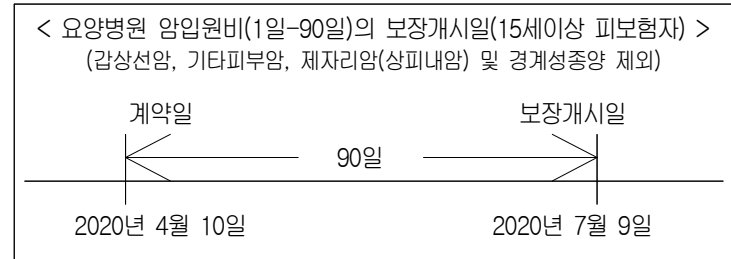 < 요양병원 암입원비(1일-90일)의 보장개시일(15세이상 피보험자) >
(갑상선암, 기타피부암, 제자리암(상피내암) 및 경계성종양 제외)
계약일 보장개시일
90일
2020년 4월 10일 2020년 7월 9일